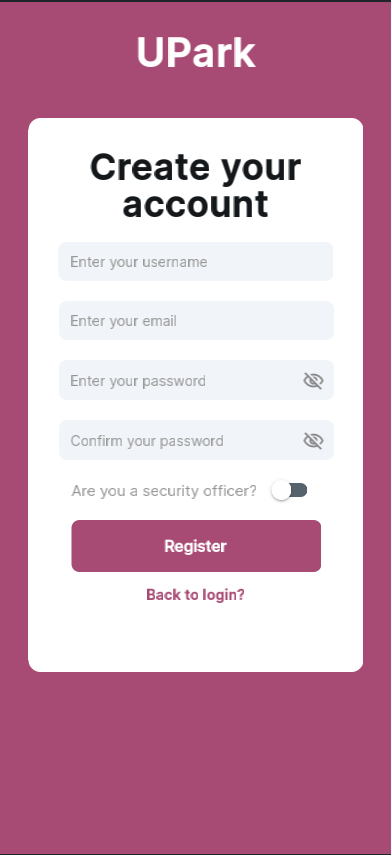 UPark
Create your
account
Enter your username
Enter your email
Enter your password
Confirm your password
Are you a security officer?
Register
Back to login?